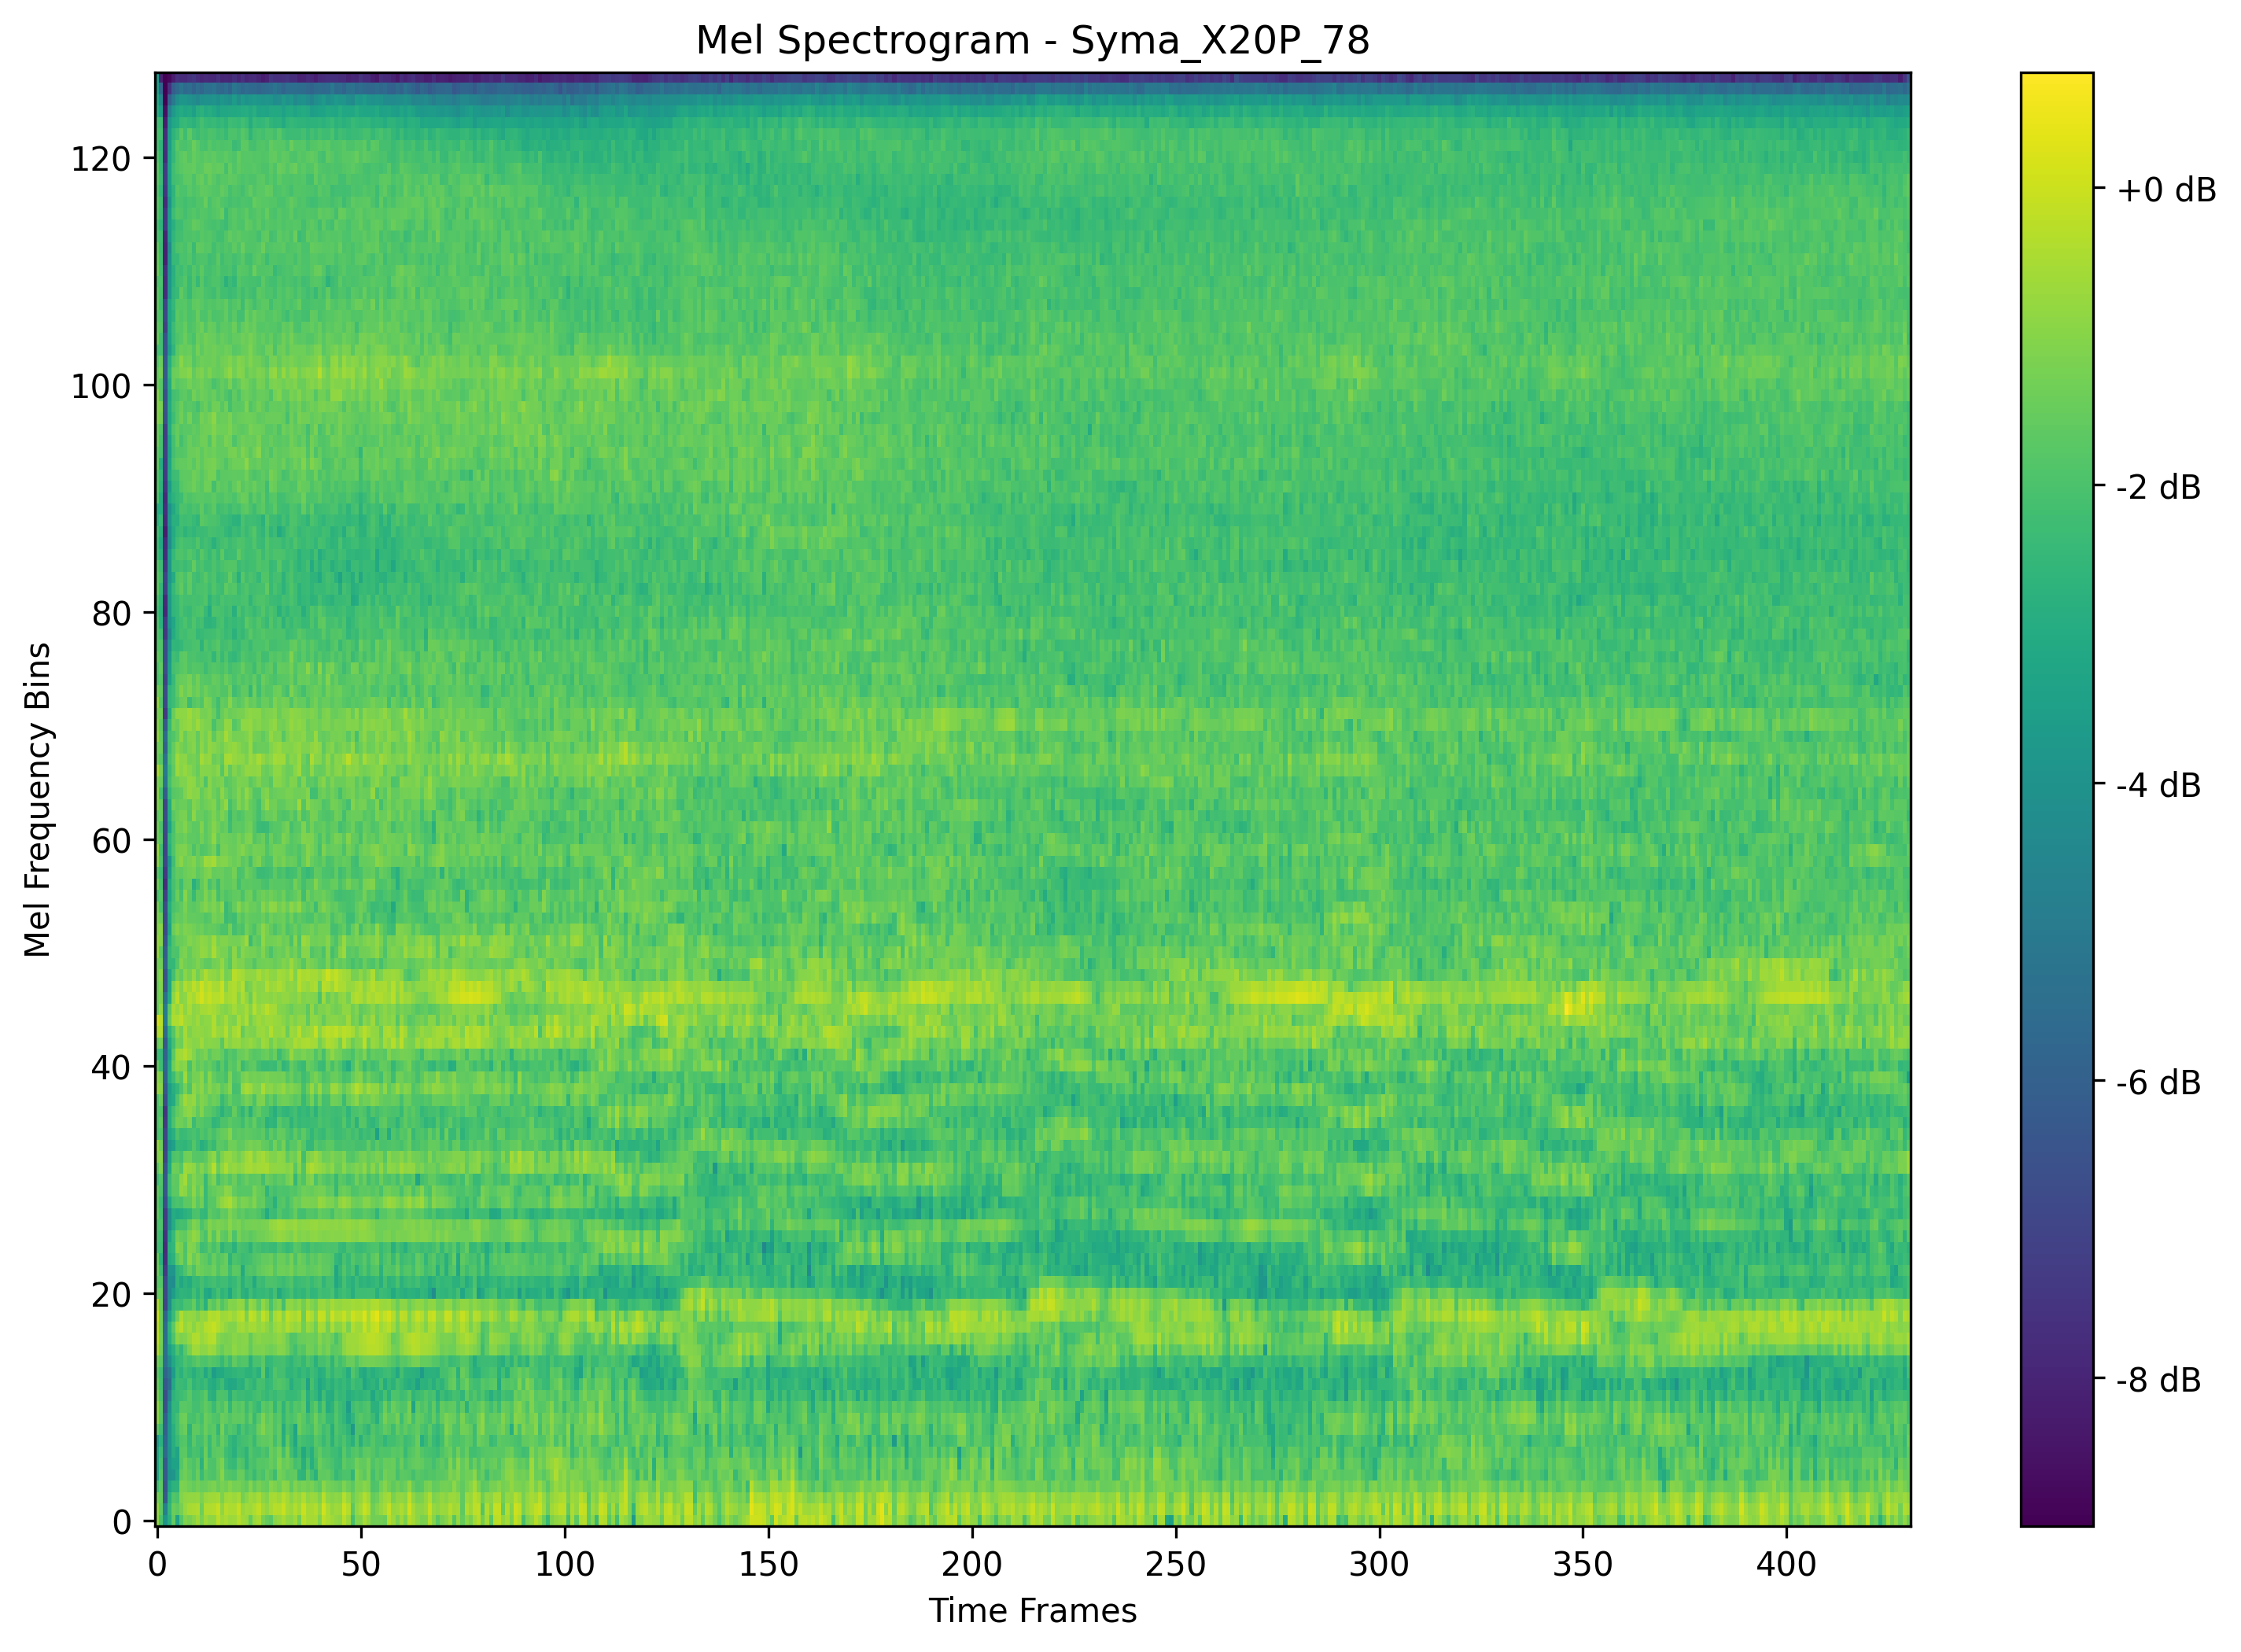 Mel Spectrogram - Syma_X20P_78
Mel Frequency Bins
120
100
80
60
40
20
0
0 50 100 150 200 250 300 350 400
Time Frames
+0 dB
-2 dB
-4 dB
-6 dB
-8 dB